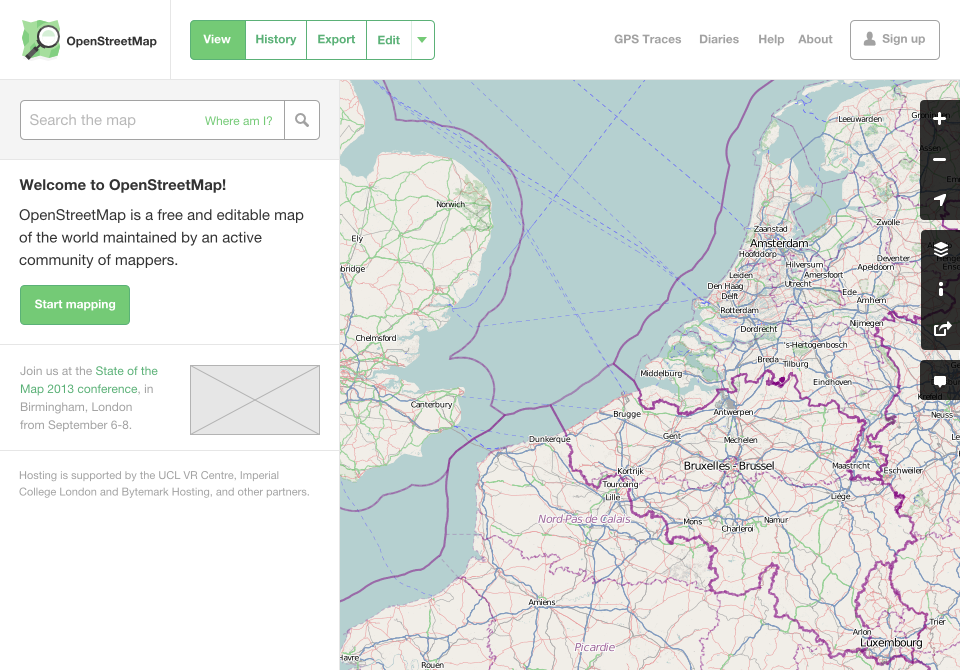 OpenStreetMap
View
History
Export
Edit
GPS Traces
Diaries
Help
About
Sign up
Search the map
Where am I?
Welcome to OpenStreetMap!
OpenStreetMap is a free and editable map
of the world maintained by an active
community of mappers.
Start mapping
Join us at the State of the
Map 2013 conference, in
Birmingham, London
from September 6-8.
Hosting is supported by the UCL VR Centre, Imperial
College London and Bytemark Hosting, and other partners.
Leeuwarden
Norwich
Ely
Zwolle
Zaanstad
Amsterdam
Hoofddorp
Hilversum
Deventer
Apeldoorn
Leiden
Amersfoort
Utrecht
Den Haag
Delft
Ede
Arnhem
Rotterdam
Nijmegen
Dordrecht
Chelmsford
's-Hertogenbosch
Breda
Tilburg
Middelburg
Eindhoven
Canterbury
Brugge
Antwerpen
Neuss
Gent
Mechelen
Dunkerque
Bruxelles - Brussel
Maastricht
Eschweiler
Kortrijk
Tourcoing
Lille
Liège
Nord-Pas de Calais
Mons
Namur
Charleroi
Amiens
Trier
Arlon
Luxembourg
Picardie
Havre
Rouen